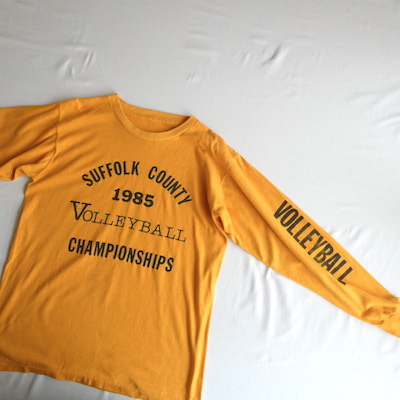 SUFFOLK COUNTY
1985
VOLLEYBALL
CHAMPIONSHIPS
VOLLEYBALL